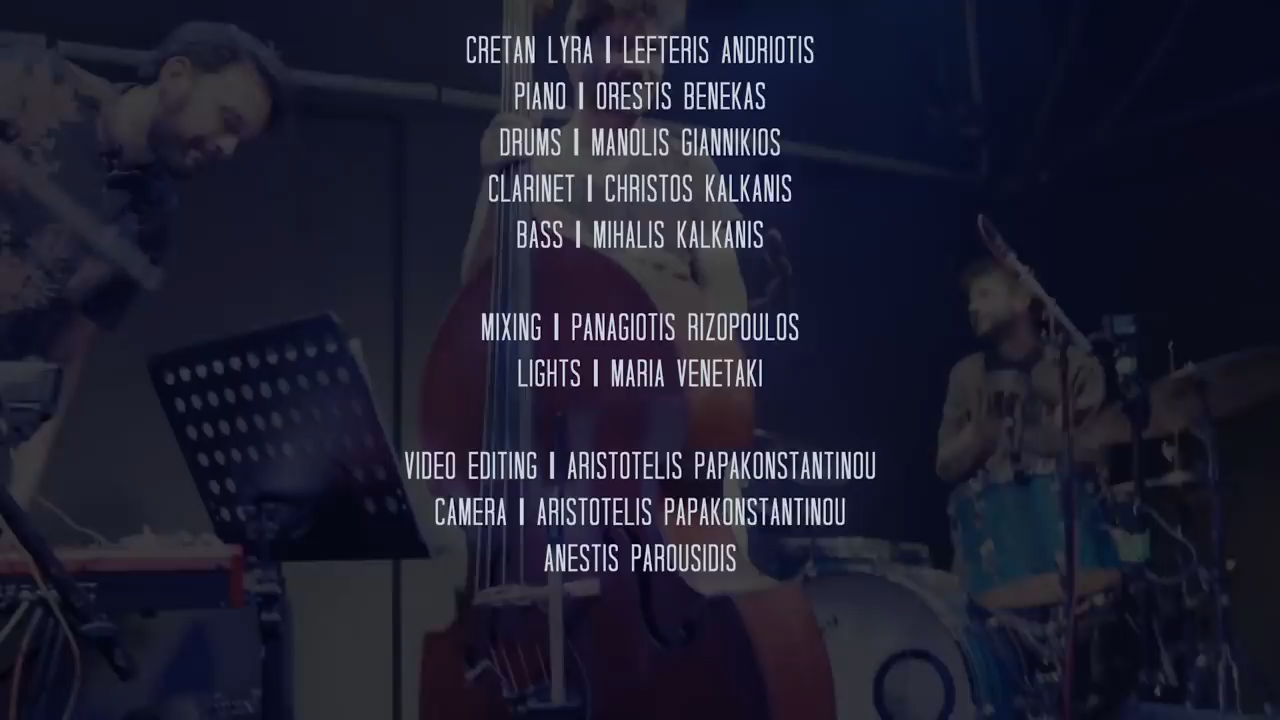 CRETAN LYRA | LEFTERIS ANDRIOTIS
PIANO | ORESTIS BENEKAS
DRUMS | MANOLIS GIANNIKIOS
CLARINET | CHRISTOS KALKANIS
BASS | MIHALIS KALKANIS
MIXING | PANAGIOTIS RIZOPOULOS
LIGHTS | MARIA VENETAKI
VIDEO EDITING | ARISTOTELIS PAPAKONSTANTINOU
CAMERA | ARISTOTELIS PAPAKONSTANTINOU
ANESTIS PAROUSIDIS